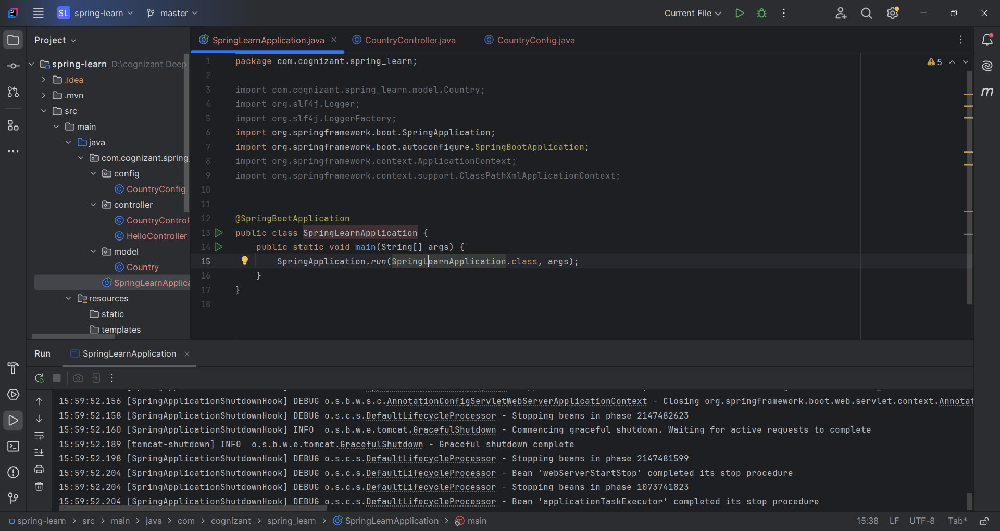 SL spring-learn master Current File
Project
SpringLearnApplication.java CountryController.java CountryConfig.java
spring-learn D:\cognizant Deep
.idea
.mvn
src
main
java
com.cognizant.spring_
config
CountryConfig
controller
CountryControl
HelloController
model
Country
SpringLearnApplica
resources
static
templates
5
1 package com.cognizant.spring_learn;
2
3 import com.cognizant.spring_learn.model.Country;
4 import org.slf4j.Logger;
5 import org.slf4j.LoggerFactory;
6 import org.springframework.boot.SpringApplication;
7 import org.springframework.boot.autoconfigure.SpringBootApplication;
8 import org.springframework.context.ApplicationContext;
9 import org.springframework.context.support.ClassPathXmlApplicationContext;
10
11
12 @SpringBootApplication
13 public class SpringLearnApplication {
14 public static void main(String[] args) {
15 SpringApplication.run(SpringLearnApplication.class, args);
16 }
17 }
18
Run SpringLearnApplication
15:59:52.156 [SpringApplicationShutdownHook] DEBUG o.s.b.w.s.c.AnnotationConfigServletWebServerApplicationContext - Closing org.springframework.boot.web.servlet.context.Annotat
15:59:52.158 [SpringApplicationShutdownHook] DEBUG o.s.c.s.DefaultLifecycleProcessor - Stopping beans in phase 2147482623
15:59:52.160 [SpringApplicationShutdownHook] INFO o.s.b.w.e.tomcat.GracefulShutdown - Commencing graceful shutdown. Waiting for active requests to complete
15:59:52.189 [tomcat-shutdown] INFO o.s.b.w.e.tomcat.GracefulShutdown - Graceful shutdown complete
15:59:52.198 [SpringApplicationShutdownHook] DEBUG o.s.c.s.DefaultLifecycleProcessor - Stopping beans in phase 2147481599
15:59:52.204 [SpringApplicationShutdownHook] DEBUG o.s.c.s.DefaultLifecycleProcessor - Bean 'webServerStartStop' completed its stop procedure
15:59:52.204 [SpringApplicationShutdownHook] DEBUG o.s.c.s.DefaultLifecycleProcessor - Stopping beans in phase 1073741823
15:59:52.204 [SpringApplicationShutdownHook] DEBUG o.s.c.s.DefaultLifecycleProcessor - Bean 'applicationTaskExecutor' completed its stop procedure
spring-learn > src > main > java > com > cognizant > spring_learn > SpringLearnApplication > main 15:38 LF UTF-8 Tab*